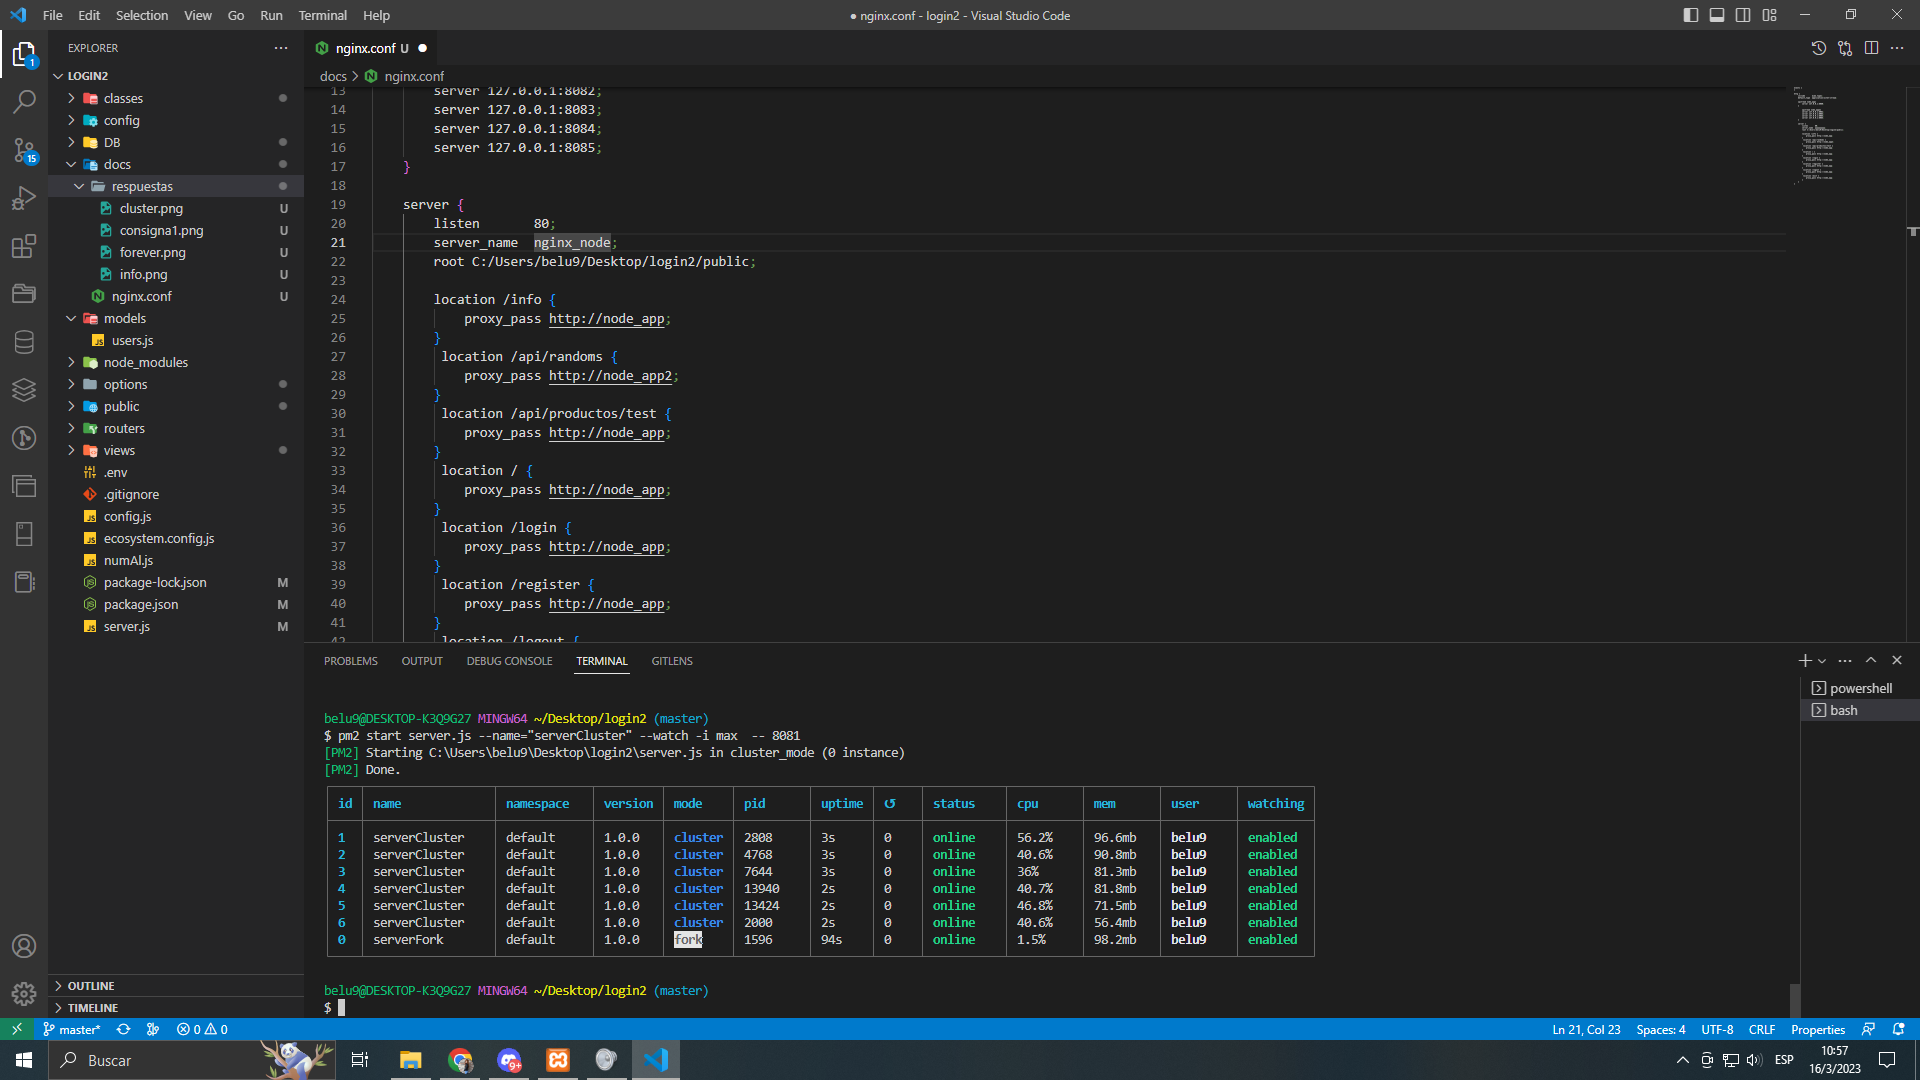 File Edit Selection View Go Run Terminal Help
● nginx.conf - login2 - Visual Studio Code
EXPLORER
LOGIN2
classes
config
DB
docs
respuestas
cluster.png U
consigna1.png U
forever.png U
info.png U
nginx.conf U
models
users.js
node_modules
options
public
routers
views
.env
.gitignore
config.js
ecosystem.config.js
numAl.js
package-lock.json M
package.json M
server.js M
OUTLINE
TIMELINE
1
15
nginx.conf U
docs > nginx.conf
13 server 127.0.0.1:8082;
14 server 127.0.0.1:8083;
15 server 127.0.0.1:8084;
16 server 127.0.0.1:8085;
17 }
18
19 server {
20 listen 80;
21 server_name nginx_node;
22 root C:/Users/belu9/Desktop/login2/public;
23
24 location /info {
25 proxy_pass http://node_app;
26 }
27 location /api/randoms {
28 proxy_pass http://node_app2;
29 }
30 location /api/productos/test {
31 proxy_pass http://node_app;
32 }
33 location / {
34 proxy_pass http://node_app;
35 }
36 location /login {
37 proxy_pass http://node_app;
38 }
39 location /register {
40 proxy_pass http://node_app;
41 }
42 location /logout {
PROBLEMS OUTPUT DEBUG CONSOLE TERMINAL GITLENS
powershell
bash
belu9@DESKTOP-K3Q9G27 MINGW64 ~/Desktop/login2 (master)
$ pm2 start server.js --name="serverCluster" --watch -i max -- 8081
[PM2] Starting C:\Users\belu9\Desktop\login2\server.js in cluster_mode (0 instance)
[PM2] Done.
id name namespace version mode pid uptime ↺ status cpu mem user watching
1 serverCluster default 1.0.0 cluster 2808 3s 0 online 56.2% 96.6mb belu9 enabled
2 serverCluster default 1.0.0 cluster 4768 3s 0 online 40.6% 90.8mb belu9 enabled
3 serverCluster default 1.0.0 cluster 7644 3s 0 online 36% 81.3mb belu9 enabled
4 serverCluster default 1.0.0 cluster 13940 2s 0 online 40.7% 81.8mb belu9 enabled
5 serverCluster default 1.0.0 cluster 13424 2s 0 online 46.8% 71.5mb belu9 enabled
6 serverCluster default 1.0.0 cluster 2000 2s 0 online 40.6% 56.4mb belu9 enabled
0 serverFork default 1.0.0 fork 1596 94s 0 online 1.5% 98.2mb belu9 enabled
belu9@DESKTOP-K3Q9G27 MINGW64 ~/Desktop/login2 (master)
$
master* 0 0
Ln 21, Col 23 Spaces: 4 UTF-8 CRLF Properties
Buscar
9+
ESP
10:57
16/3/2023